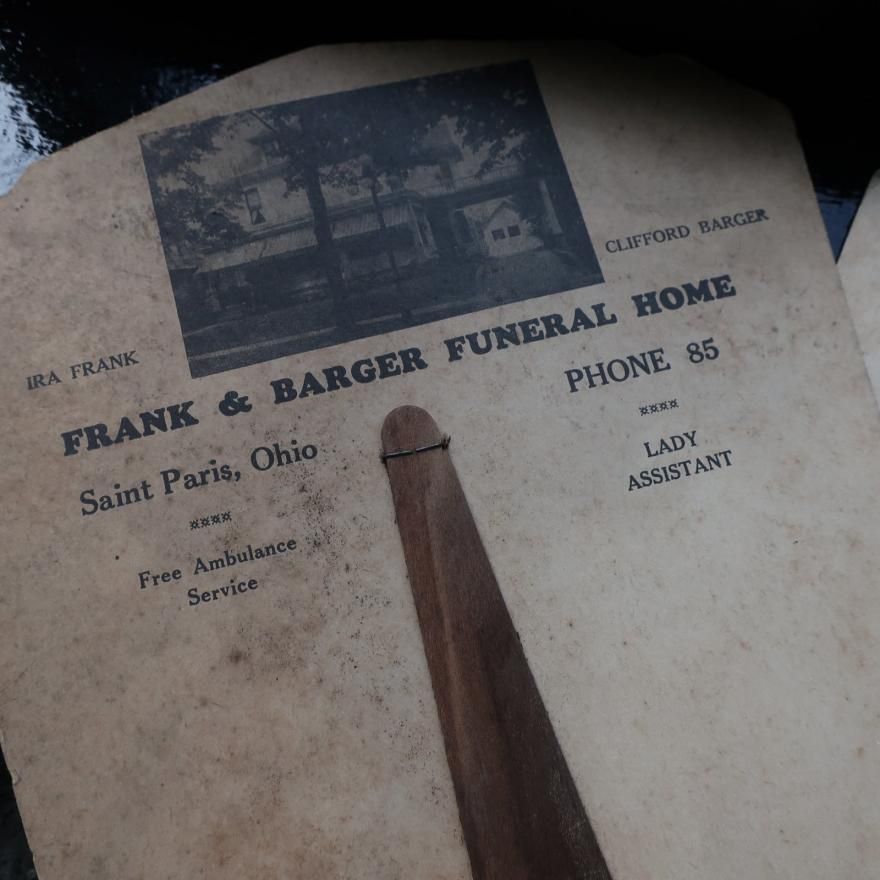 CLIFFORD BARGER
IRA FRANK
FRANK & BARGER FUNERAL HOME
Saint Paris, Ohio
Free Ambulance
Service
PHONE 85
LADY
ASSISTANT